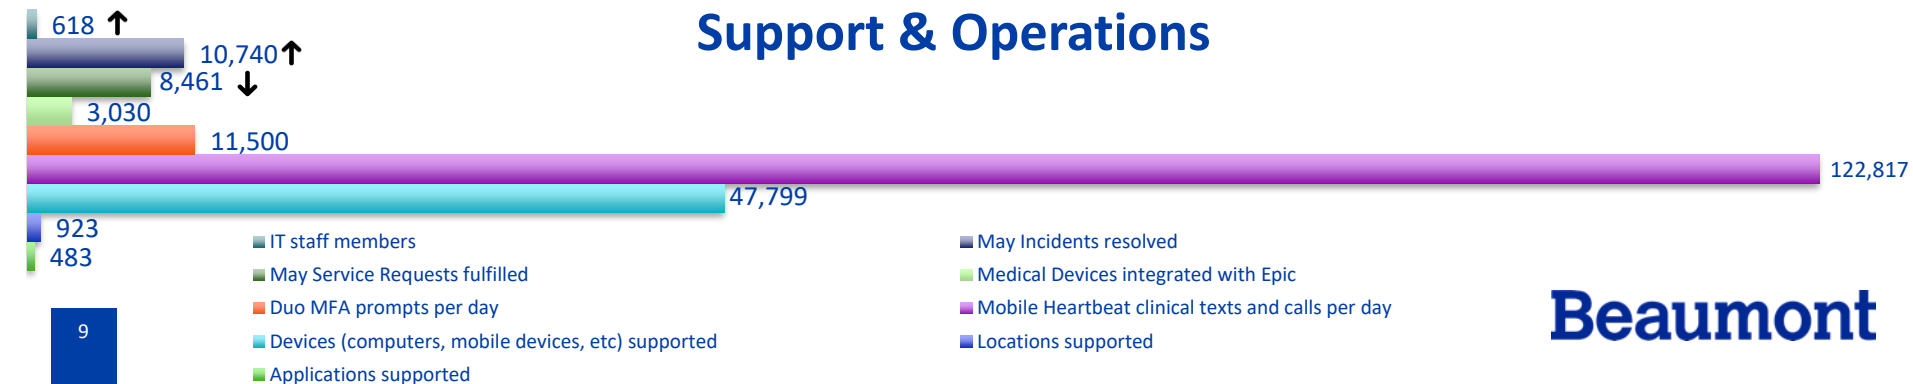 Support & Operations
618 ↑
10,740 ↑
8,461 ↓
3,030
11,500
122,817
47,799
923
483
IT staff members
May Incidents resolved
May Service Requests fulfilled
Medical Devices integrated with Epic
Duo MFA prompts per day
Mobile Heartbeat clinical texts and calls per day
Devices (computers, mobile devices, etc) supported
Locations supported
Applications supported
9
Beaumont